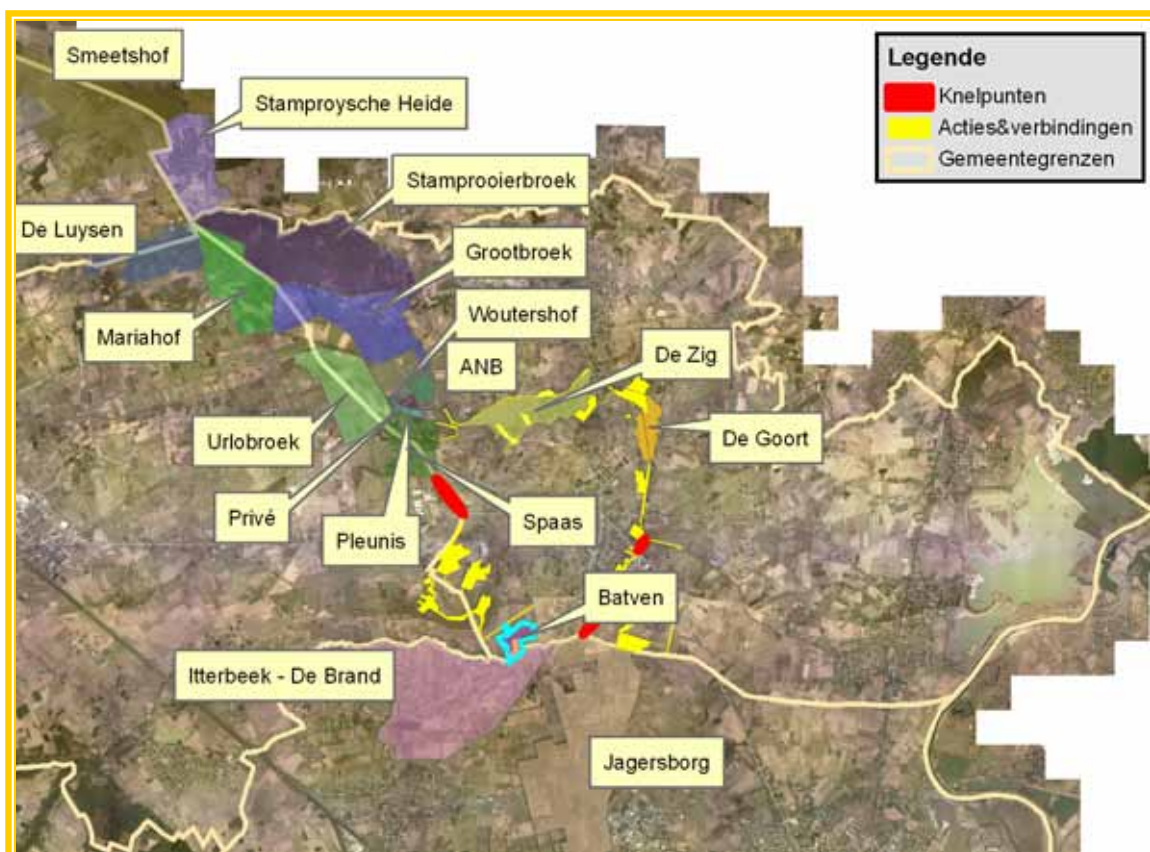 Smeetshof
Legende
Knelpunten
Acties&verbindingen
Gemeentegrenzen
Stamproysche Heide
Stamprooierbroek
De Luysen
Grootbroek
Woutershof
Mariahof
ANB
De Zig
Urlobroek
De Goort
Privé
Pleunis
Spaas
Batven
Itterbeek - De Brand
Jagersborg